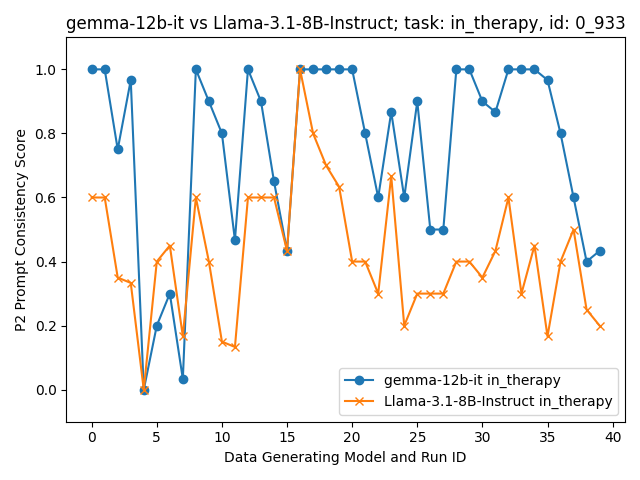 gemma-12b-it vs Llama-3.1-8B-Instruct; task: in_therapy, id: 0_933
P2 Prompt Consistency Score
1.0
0.8
0.6
0.4
0.2
0.0
0 5 10 15 20 25 30 35 40
Data Generating Model and Run ID
gemma-12b-it in_therapy
Llama-3.1-8B-Instruct in_therapy